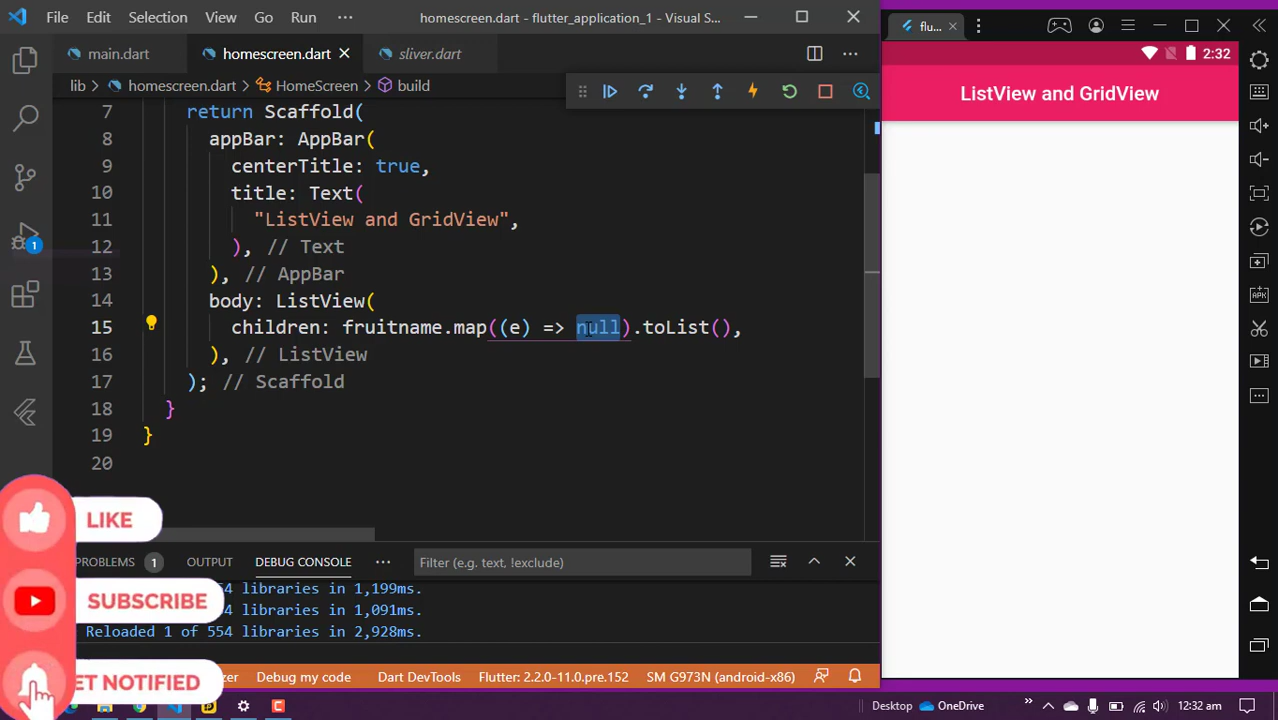 File Edit Selection View Go Run ··· homescreen.dart - flutter_application_1 - Visual S... flu...
main.dart homescreen.dart sliver.dart
2:32
lib > homescreen.dart > HomeScreen > build
ListView and GridView
7 return Scaffold(
8 appBar: AppBar(
9 centerTitle: true,
10 title: Text(
11 "ListView and GridView",
12 ), // Text
13 ), // AppBar
14 body: ListView(
15 children: fruitname.map((e) => null).toList(),
16 ), // ListView
17 ); // Scaffold
18 }
19 }
20
1
APK
LIKE
PROBLEMS 1 OUTPUT DEBUG CONSOLE ··· Filter (e.g. text, !exclude)
54 libraries in 1,199ms.
SUBSCRIBE
54 libraries in 1,091ms.
Reloaded 1 of 554 libraries in 2,928ms.
ET NOTIFIED
zer Debug my code Dart DevTools Flutter: 2.2.0-11.0.pre.152 SM G973N (android-x86)
Desktop OneDrive 12:32 am